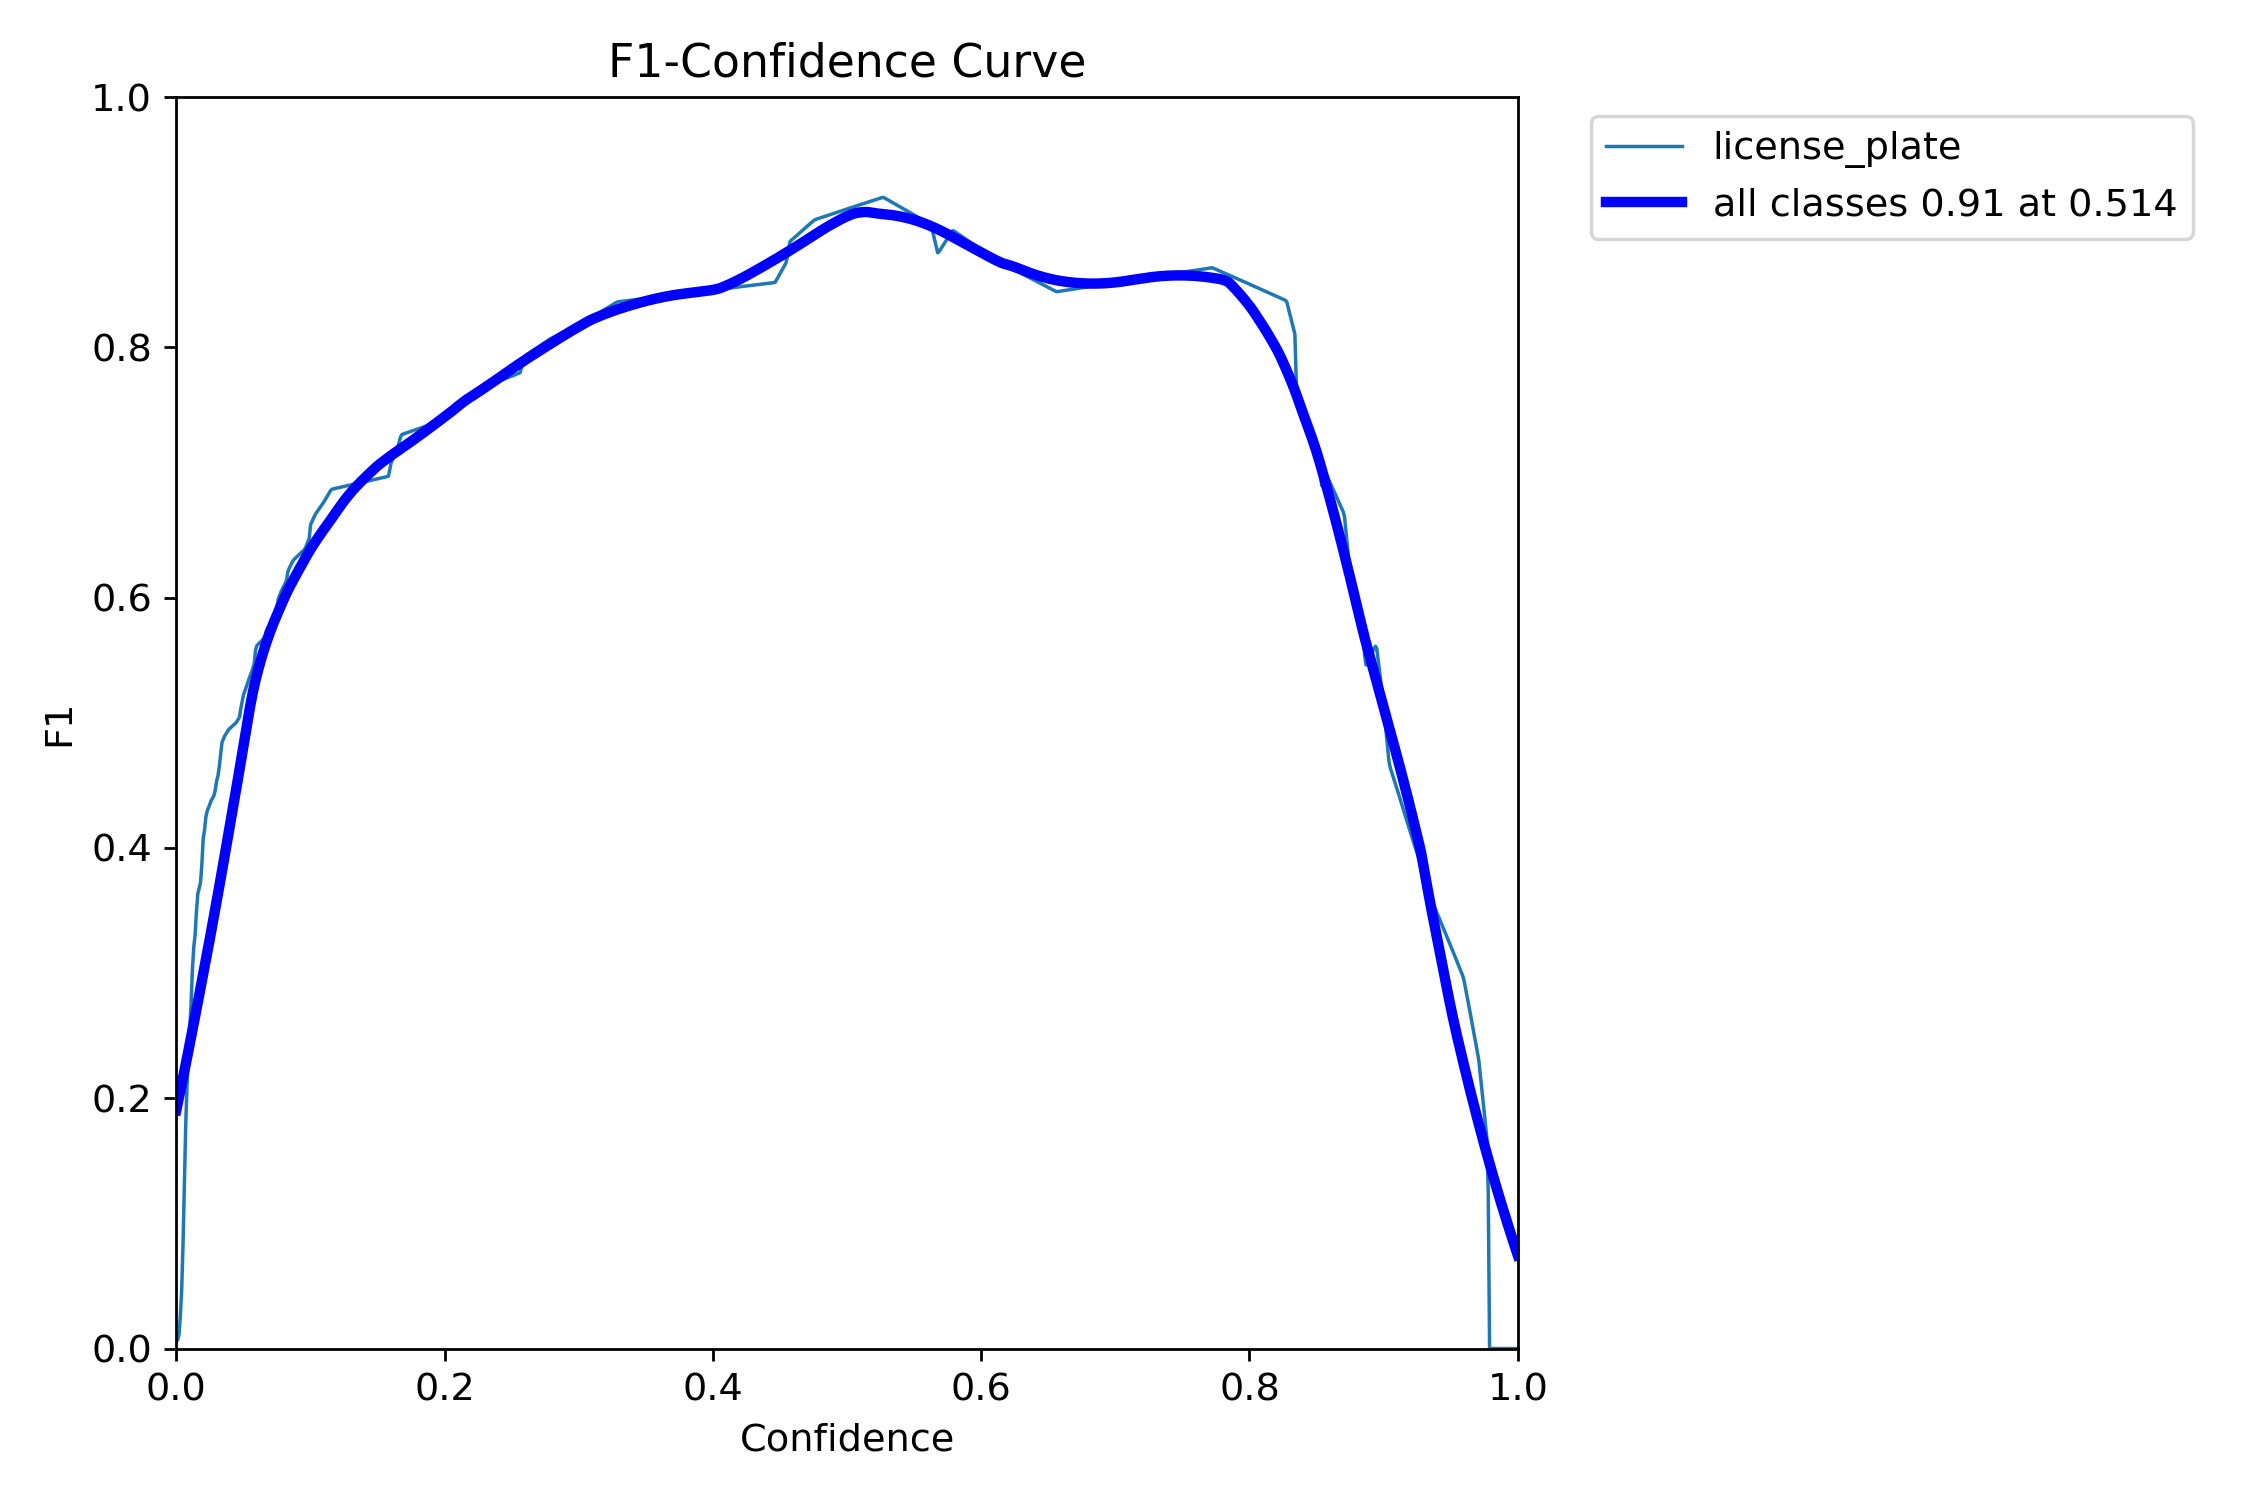 F1-Confidence Curve
1.0
0.8
0.6
0.4
0.2
0.0
F1
0.0 0.2 0.4 0.6 0.8 1.0
Confidence
license_plate
all classes 0.91 at 0.514